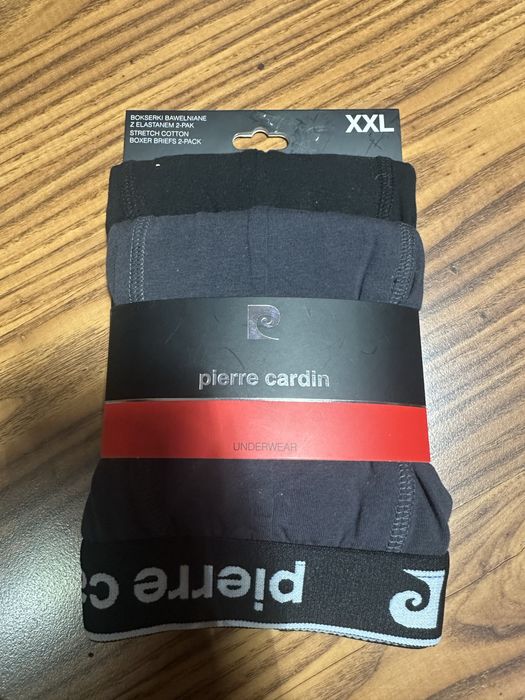 BOKSERKI BAWEŁNIANE
Z ELASTANEM 2-PAK
STRETCH COTTON
BOXER BRIEFS 2-PACK
XXL
pierre cardin
UNDERWEAR
pierre ca